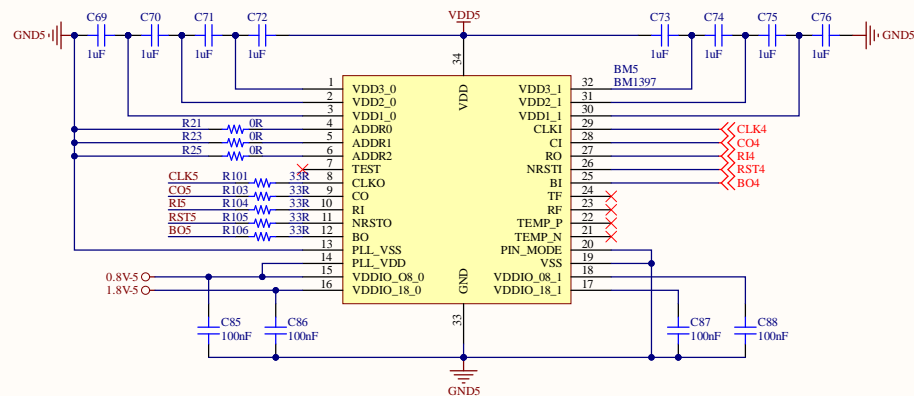 C69 C70 C71 C72 VDD5 C73 C74 C75 C76
GND5 GND5
1uF 1uF 1uF 1uF 1uF 1uF 1uF 1uF
34
VDD
BM5
BM1397
1 VDD3_0 VDD3_1 32
2 VDD2_0 VDD2_1 31
3 VDD1_0 VDD1_1 30
R21 0R 4 ADDR0 CLKI 29 CLK4
R23 0R 5 ADDR1 CI 28 CO4
R25 0R 6 ADDR2 RO 27 RI4
7 TEST NRSTI 26 RST4
CLK5 R101 33R 8 CLKO BI 25 BO4
CO5 R103 33R 9 CO TF 24
RI5 R104 33R 10 RI RF 23
RST5 R105 33R 11 NRSTO TEMP_P 22
BO5 R106 33R 12 BO TEMP_N 21
13 PLL_VSS PIN_MODE 20
14 PLL_VDD VSS 19
0.8V-5 15 VDDIO_O8_0 VDDIO_08_1 18
1.8V-5 16 VDDIO_18_0 VDDIO_18_1 17
GND
33
C85 C86 C87 C88
100nF 100nF 100nF 100nF
GND5